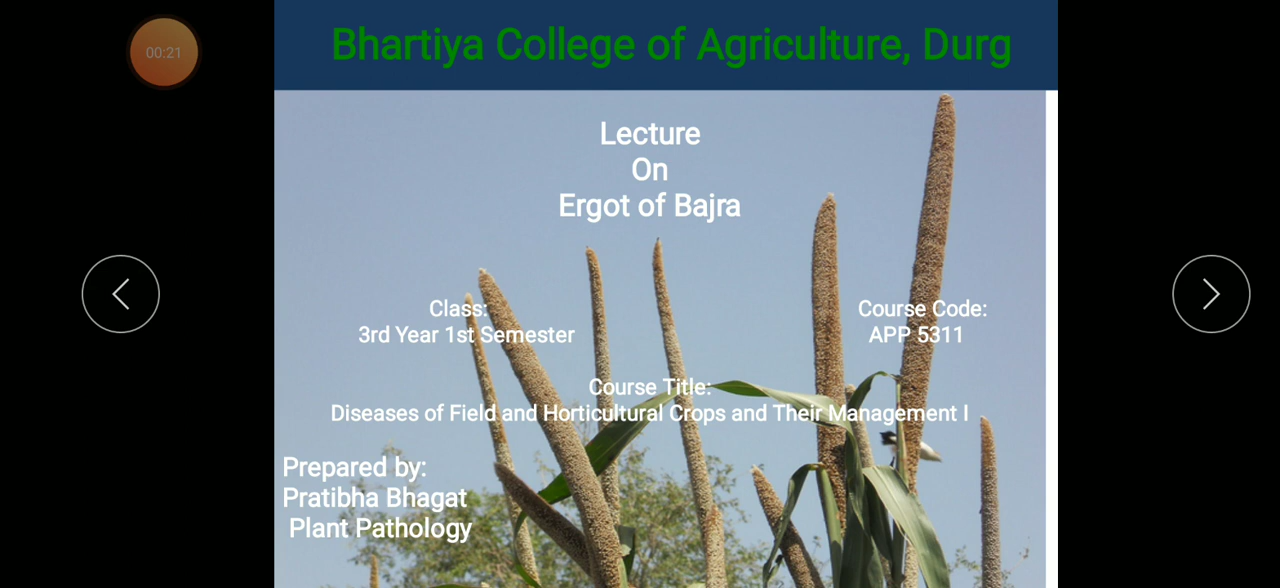 00:21
Bhartiya College of Agriculture, Durg
Lecture
On
Ergot of Bajra
Class:
3rd Year 1st Semester
Course Code:
APP 5311
Course Title:
Diseases of Field and Horticultural Crops and Their Management I
Prepared by:
Pratibha Bhagat
Plant Pathology